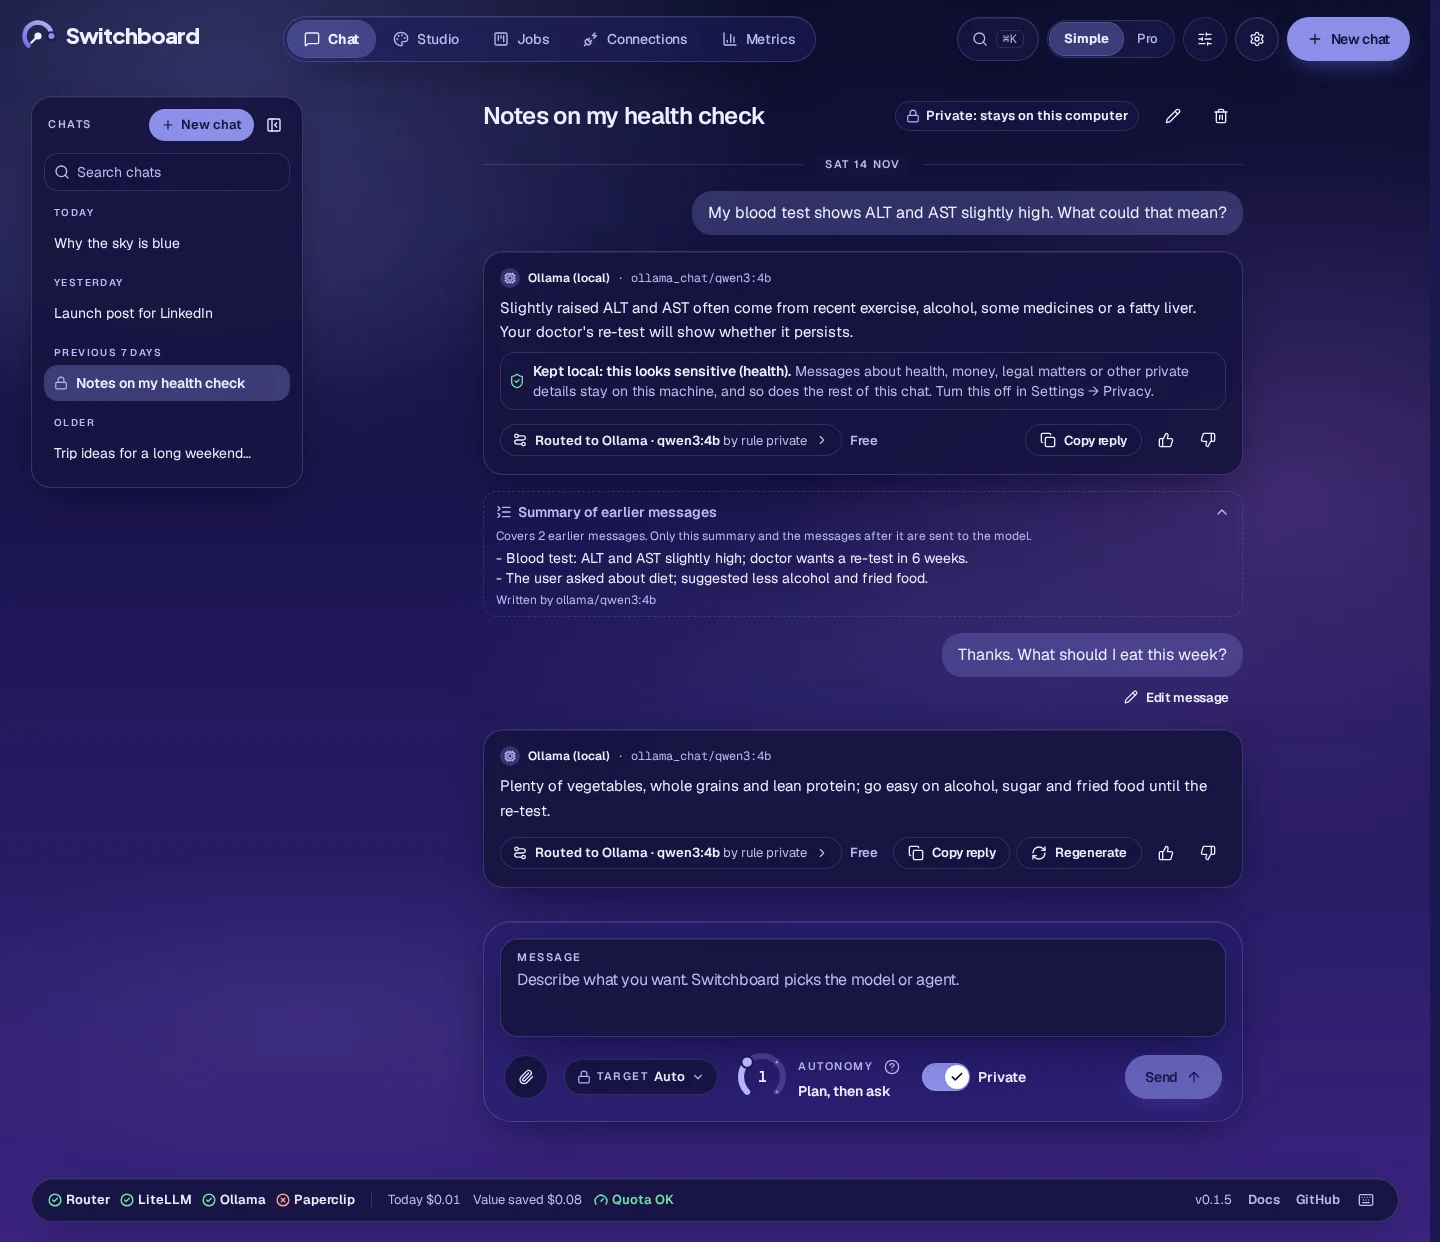 Switchboard
Chat
Studio
Jobs
Connections
Metrics
⌘K
Simple
Pro
New chat
CHATS
New chat
Search chats
TODAY
Why the sky is blue
YESTERDAY
Launch post for LinkedIn
PREVIOUS 7 DAYS
Notes on my health check
OLDER
Trip ideas for a long weekend…
Notes on my health check
Private: stays on this computer
SAT 14 NOV
My blood test shows ALT and AST slightly high. What could that mean?
Ollama (local) · ollama_chat/qwen3:4b
Slightly raised ALT and AST often come from recent exercise, alcohol, some medicines or a fatty liver.
Your doctor's re-test will show whether it persists.
Kept local: this looks sensitive (health). Messages about health, money, legal matters or other private
details stay on this machine, and so does the rest of this chat. Turn this off in Settings → Privacy.
Routed to Ollama · qwen3:4b by rule private
Free
Copy reply
Summary of earlier messages
Covers 2 earlier messages. Only this summary and the messages after it are sent to the model.
- Blood test: ALT and AST slightly high; doctor wants a re-test in 6 weeks.
- The user asked about diet; suggested less alcohol and fried food.
Written by ollama/qwen3:4b
Thanks. What should I eat this week?
Edit message
Ollama (local) · ollama_chat/qwen3:4b
Plenty of vegetables, whole grains and lean protein; go easy on alcohol, sugar and fried food until the
re-test.
Routed to Ollama · qwen3:4b by rule private
Free
Copy reply
Regenerate
MESSAGE
Describe what you want. Switchboard picks the model or agent.
TARGET Auto
1
AUTONOMY
Plan, then ask
Private
Send
Router
LiteLLM
Ollama
Paperclip
Today $0.01
Value saved $0.08
Quota OK
v0.1.5
Docs
GitHub